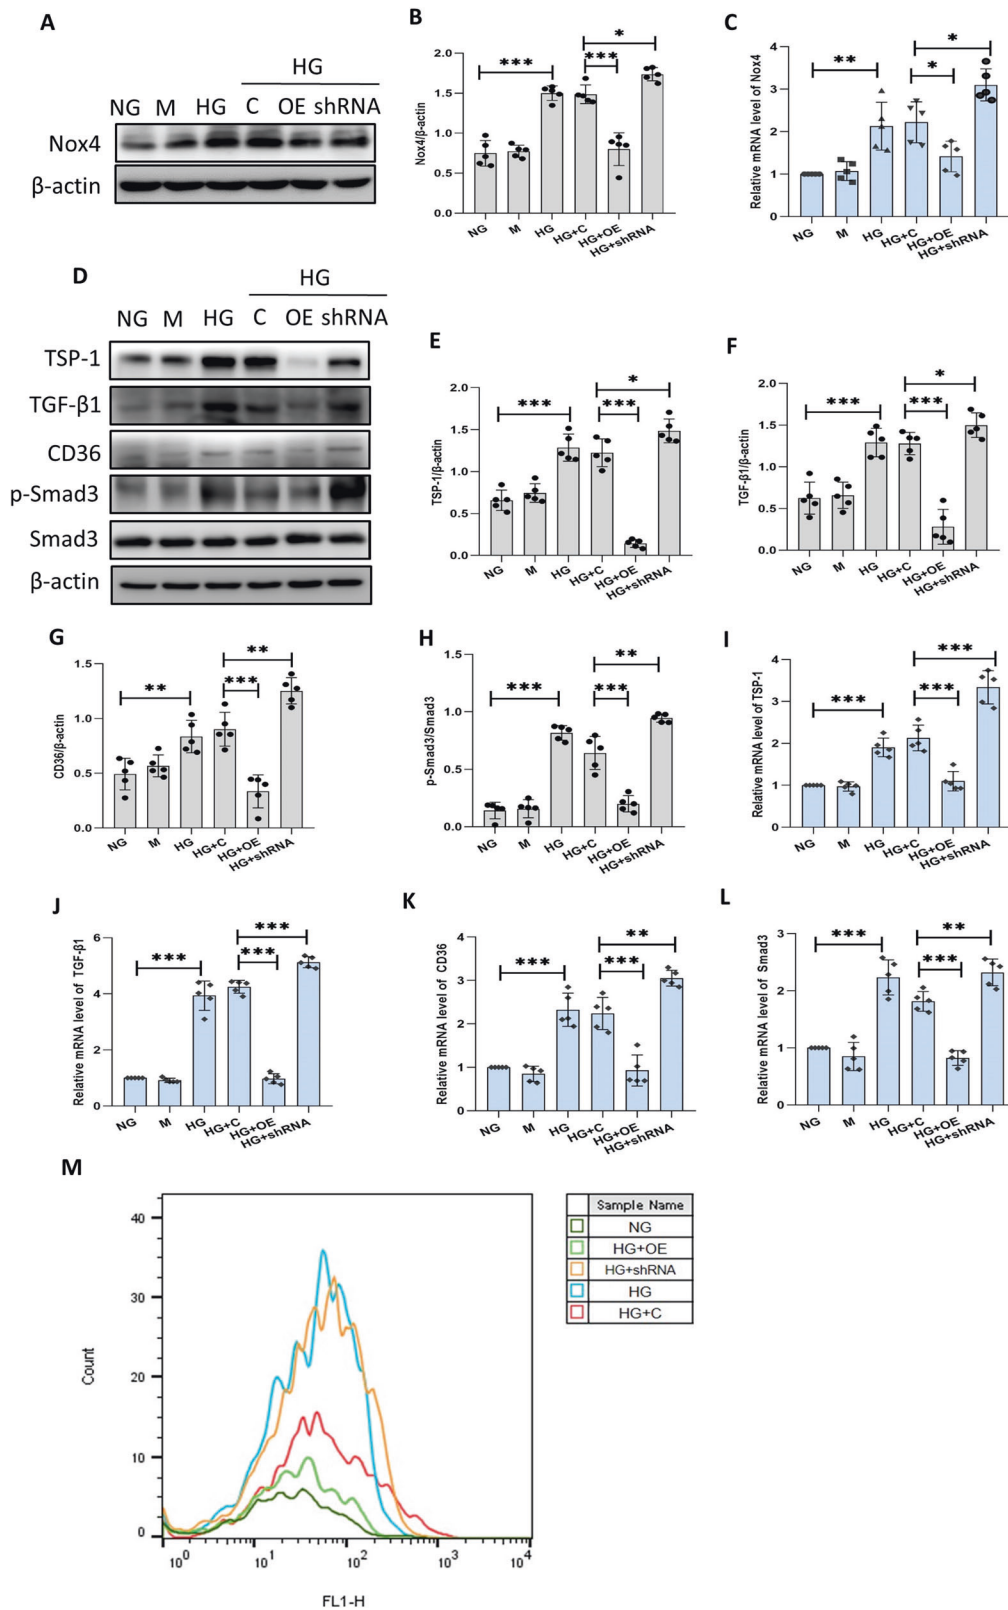 A
HG
NG M HG C OE shRNA
Nox4
β-actin
B
*
***
***
2.0
1.5
1.0
0.5
0.0
Nox4/β-actin
NG M HG HG+C HG+OE HG+shRNA
C
*
**
*
4
3
2
1
0
Relative mRNA level of Nox4
NG M HG HG+C HG+OE HG+shRNA
D
HG
NG M HG C OE shRNA
TSP-1
TGF-β1
CD36
p-Smad3
Smad3
β-actin
E
*
***
***
2.0
1.5
1.0
0.5
0.0
TSP-1/β-actin
NG M HG HG+C HG+OE HG+shRNA
F
*
***
***
2.0
1.5
1.0
0.5
0.0
TGF-β1/β-actin
NG M HG HG+C HG+OE HG+shRNA
G
**
***
**
1.5
1.0
0.5
0.0
CD36/β-actin
NG M HG HG+C HG+OE HG+shRNA
H
**
***
***
1.5
1.0
0.5
0.0
p-Smad3/Smad3
NG M HG HG+C HG+OE HG+shRNA
I
***
***
***
4
3
2
1
0
Relative mRNA level of TSP-1
NG M HG HG+C HG+OE HG+shRNA
J
***
***
***
6
4
2
0
Relative mRNA level of TGF-β1
NG M HG HG+C HG+OE HG+shRNA
K
**
***
***
4
3
2
1
0
Relative mRNA level of CD36
NG M HG HG+C HG+OE HG+shRNA
L
***
**
***
3
2
1
0
Relative mRNA level of Smad3
NG M HG HG+C HG+OE HG+shRNA
M
40
30
20
10
0
Count
10⁰ 10¹ 10² 10³ 10⁴
FL1-H
Sample Name
NG
HG+OE
HG+shRNA
HG
HG+C